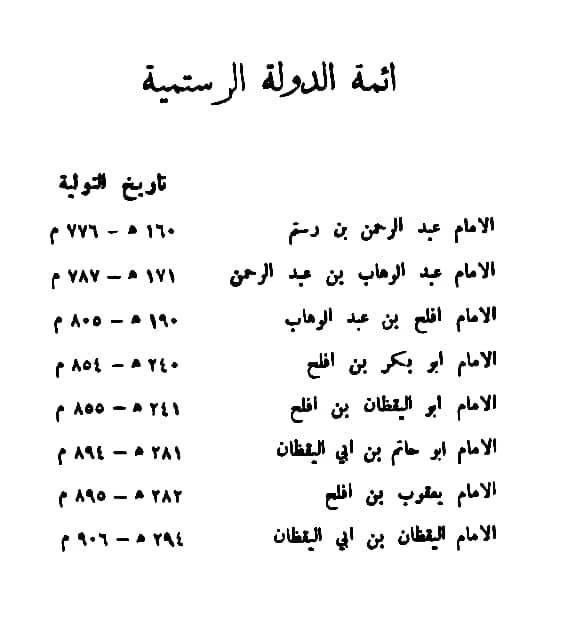 ائمة الدولة الرستمية
تاريخ التولية
الامام عبد الرحمن بن رستم ١٦٠ هـ – ٧٧٦ م
الامام عبد الوهاب بن عبد الرحمن ١٧١ هـ – ٧٨٧ م
الامام افلح بن عبد الوهاب ١٩٠ هـ – ٨٠٥ م
الامام ابو بكر بن افلح ٢٤٠ هـ – ٨٥٤ م
الامام ابو اليقظان بن افلح ٢٤١ هـ – ٨٥٥ م
الامام ابو حاتم بن ابي اليقظان ٢٨١ هـ – ٨٩٤ م
الامام يعقوب بن افلح ٢٨٢ هـ – ٨٩٥ م
الامام اليقظان بن ابي اليقظان ٢٩٤ هـ – ٩٠٦ م